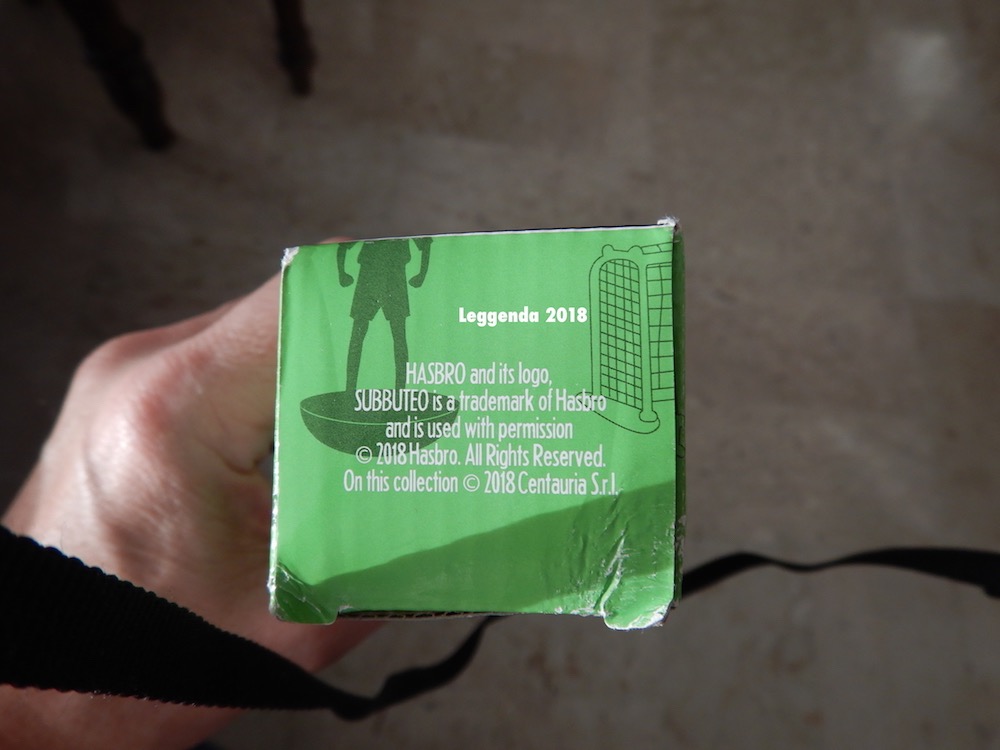 Leggenda 2018
HASBRO and its logo,
SUBBUTEO is a trademark of Hasbro
and is used with permission
© 2018 Hasbro. All Rights Reserved.
On this collection © 2018 Centauria S.r.l.